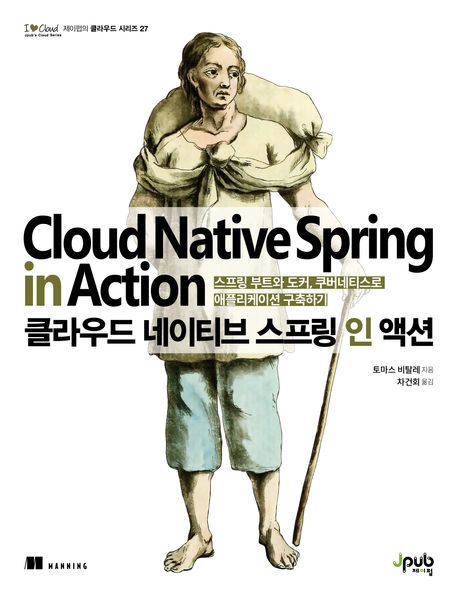 I ♥ Cloud 제이펍의 클라우드 시리즈 27
Jpub's Cloud Series
Cloud Native Spring
in Action
스프링 부트와 도커, 쿠버네티스로
애플리케이션 구축하기
클라우드 네이티브 스프링 인 액션
토마스 비탈레 지음
차건회 옮김
MANNING
Jpub
제이펍